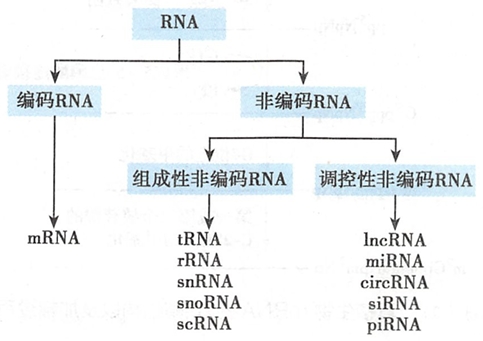 RNA
编码RNA
非编码RNA
组成性非编码RNA
调控性非编码RNA
mRNA
tRNA
rRNA
snRNA
snoRNA
scRNA
lncRNA
miRNA
circRNA
siRNA
piRNA